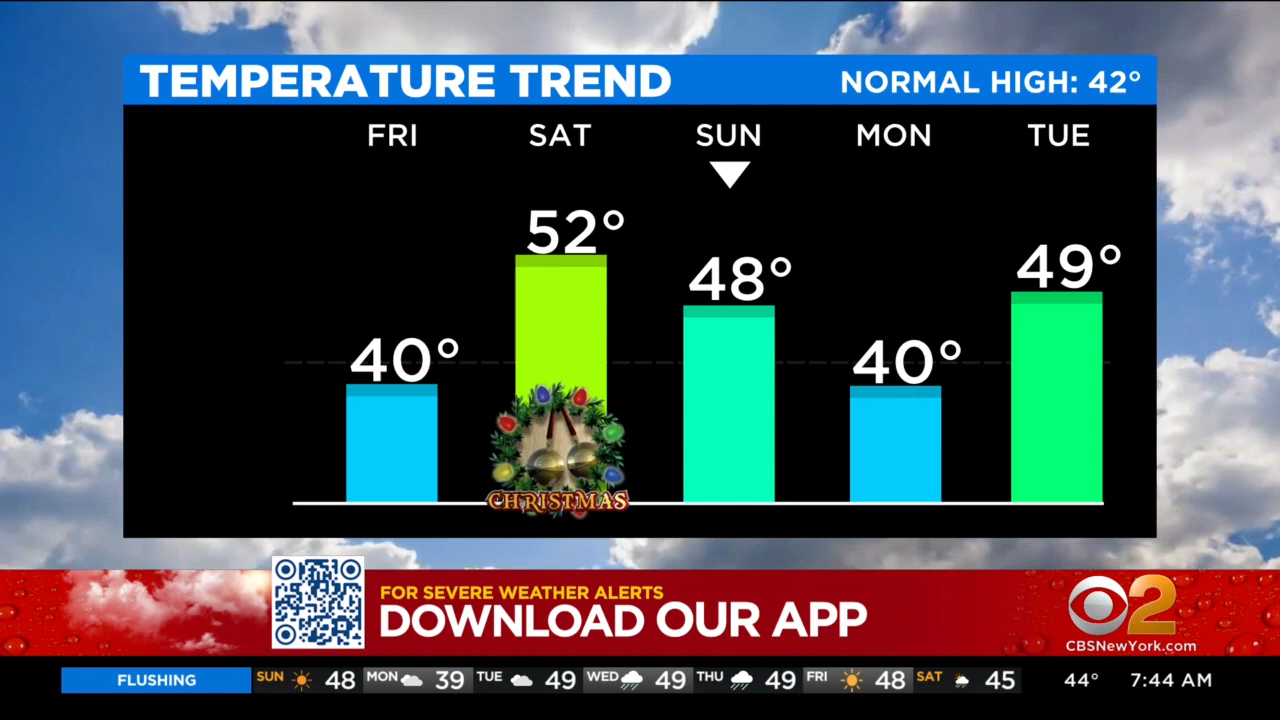 TEMPERATURE TREND
NORMAL HIGH: 42°
FRI SAT SUN MON TUE
40° 52° 48° 40° 49°
CHRISTMAS
FOR SEVERE WEATHER ALERTS
DOWNLOAD OUR APP
2
CBSNewYork.com
FLUSHING SUN 48 MON 39 TUE 49 WED 49 THU 49 FRI 48 SAT 45 44° 7:44 AM